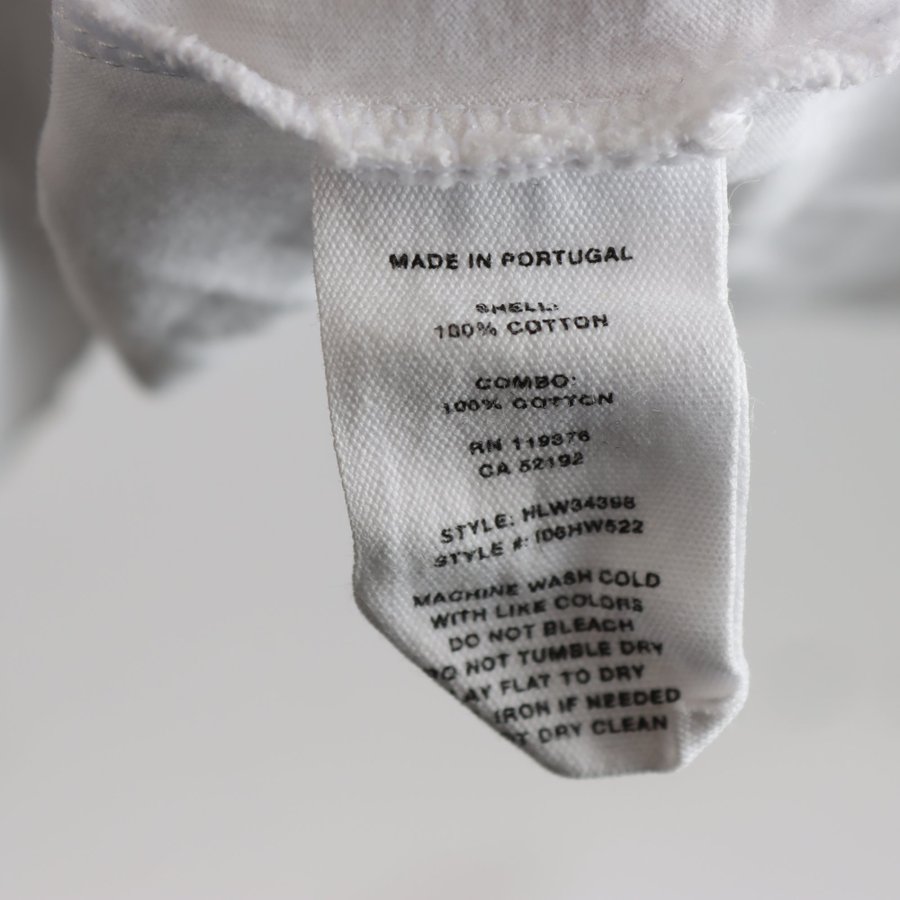 MADE IN PORTUGAL
SHELL:
100% COTTON
COMBO:
100% COTTON
RN 119376
CA 52192
STYLE: HLW34398
STYLE #: I06HW522
MACHINE WASH COLD
WITH LIKE COLORS
DO NOT BLEACH
DO NOT TUMBLE DRY
LAY FLAT TO DRY
IRON IF NEEDED
DRY CLEAN